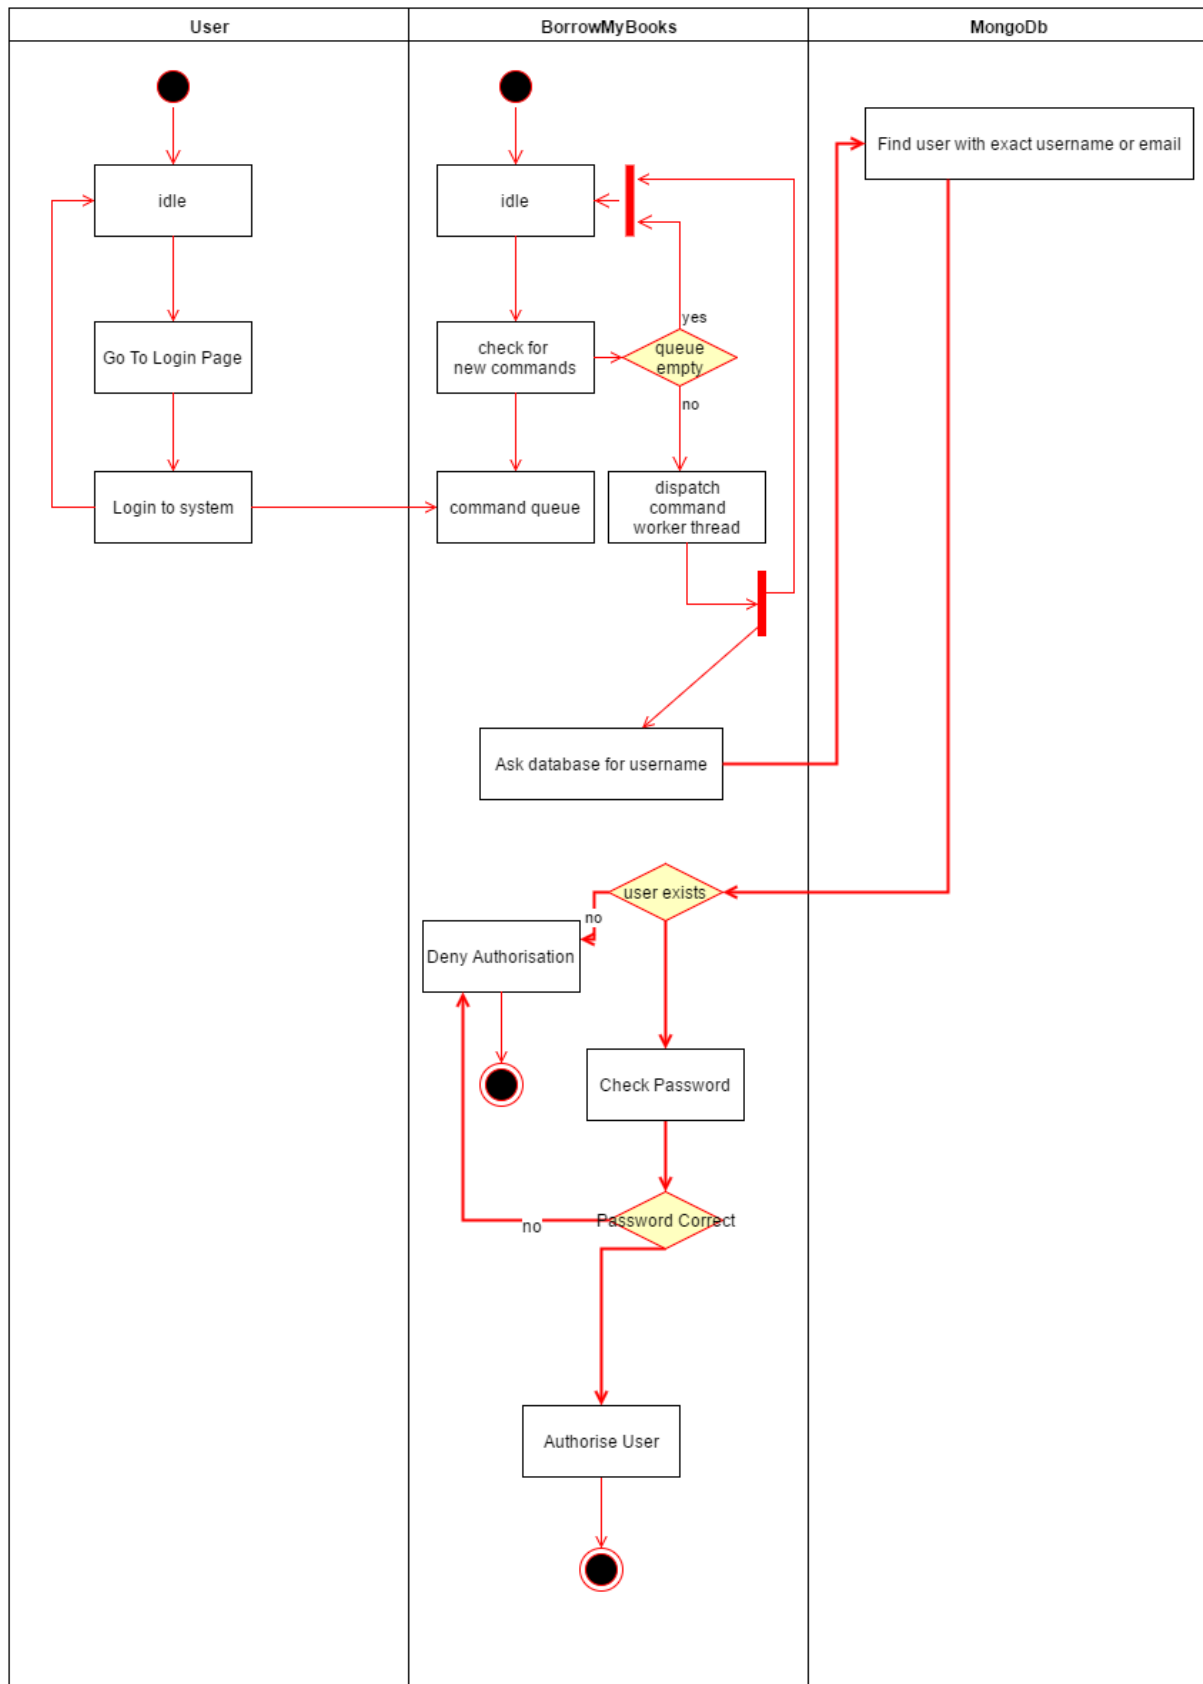 User
BorrowMyBooks
MongoDb
Find user with exact username or email
idle
idle
yes
Go To Login Page
check for
new commands
queue
empty
no
Login to system
command queue
dispatch
command
worker thread
Ask database for username
user exists
no
Deny Authorisation
Check Password
Password Correct
no
Authorise User